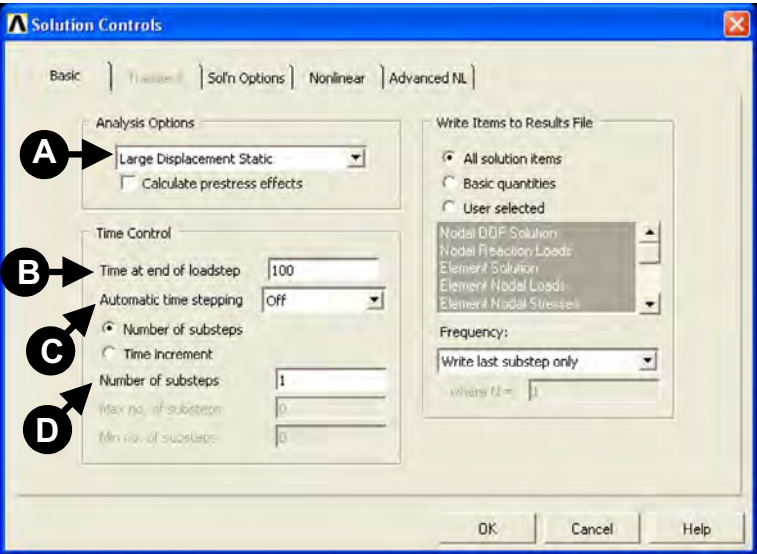 Solution Controls
Basic
Transient
Sol'n Options
Nonlinear
Advanced NL
Analysis Options
A
Large Displacement Static
Calculate prestress effects
Time Control
B
Time at end of loadstep
100
Automatic time stepping
Off
C
Number of substeps
Time increment
Number of substeps
1
D
Max no. of substeps
0
Min no. of substeps
0
Write Items to Results File
All solution items
Basic quantities
User selected
Nodal DOF Solution
Nodal Reaction Loads
Element Solution
Element Nodal Loads
Element Nodal Stresses
Frequency:
Write last substep only
where N =
1
OK
Cancel
Help